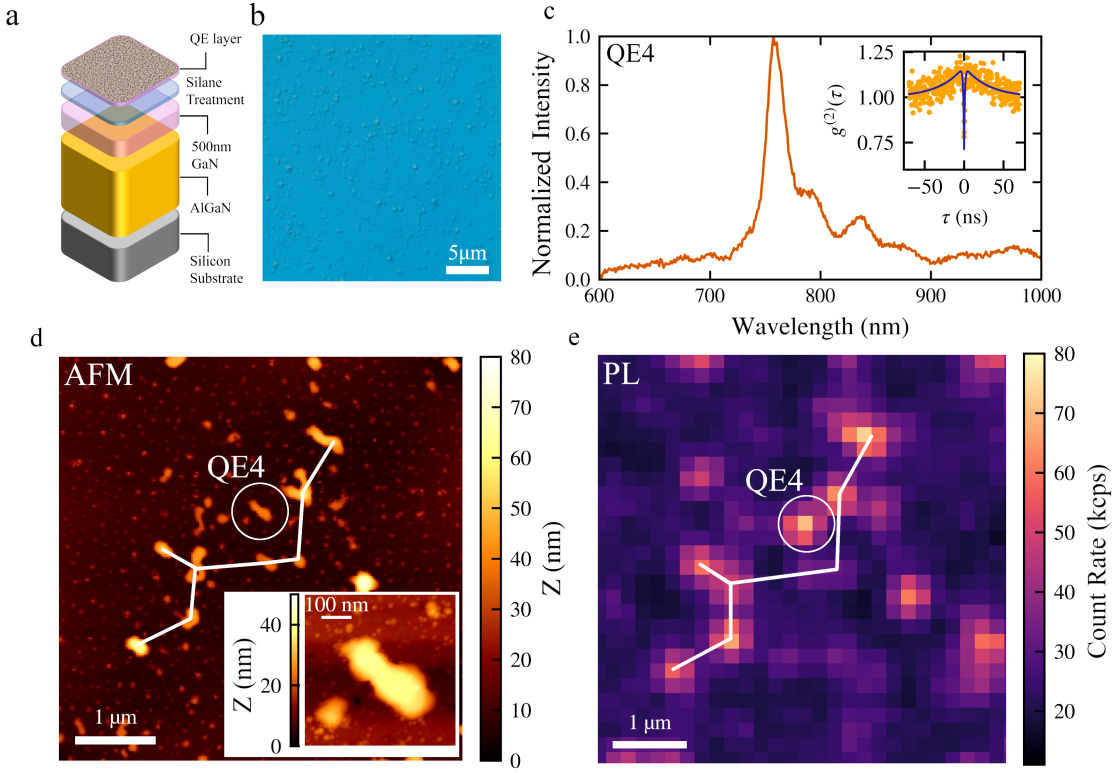 a
QE layer
Silane
Treatment
500nm
GaN
AlGaN
Silicon
Substrate
b
5μm
c
QE4
Normalized Intensity
1.0
0.8
0.6
0.4
0.2
0.0
600
700
800
900
1000
Wavelength (nm)
g(2)(τ)
1.25
1.00
0.75
−50
0
50
τ (ns)
d
AFM
QE4
1 μm
Z (nm)
80
70
60
50
40
30
20
10
0
100 nm
Z (nm)
40
20
0
e
PL
QE4
1 μm
Count Rate (kcps)
80
70
60
50
40
30
20